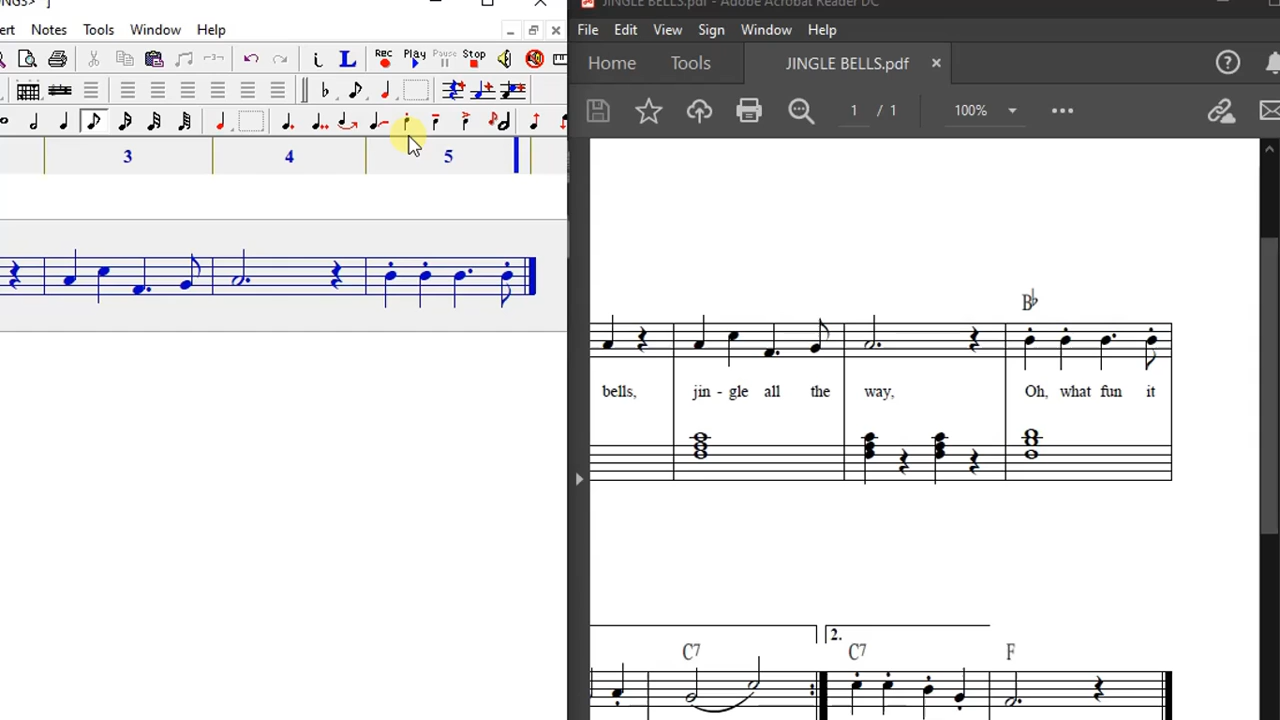 JINGLE BELLS.pdf - Adobe Acrobat Reader DC
ert Notes Tools Window Help
File Edit View Sign Window Help
REC Play Pause Stop
Home Tools JINGLE BELLS.pdf
1 / 1 100%
3 4 5
B♭
bells, jin - gle all the way, Oh, what fun it
2.
C7 C7 F